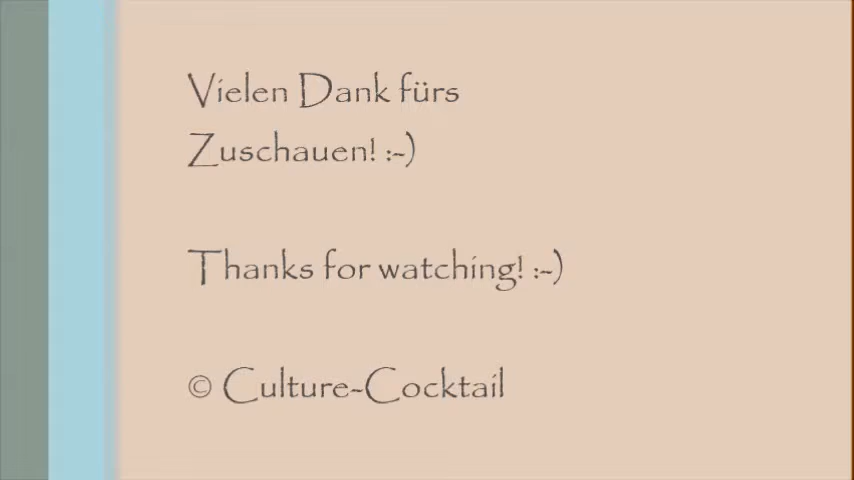 Vielen Dank fürs
Zuschauen! :-)
Thanks for watching! :-)
© Culture-Cocktail